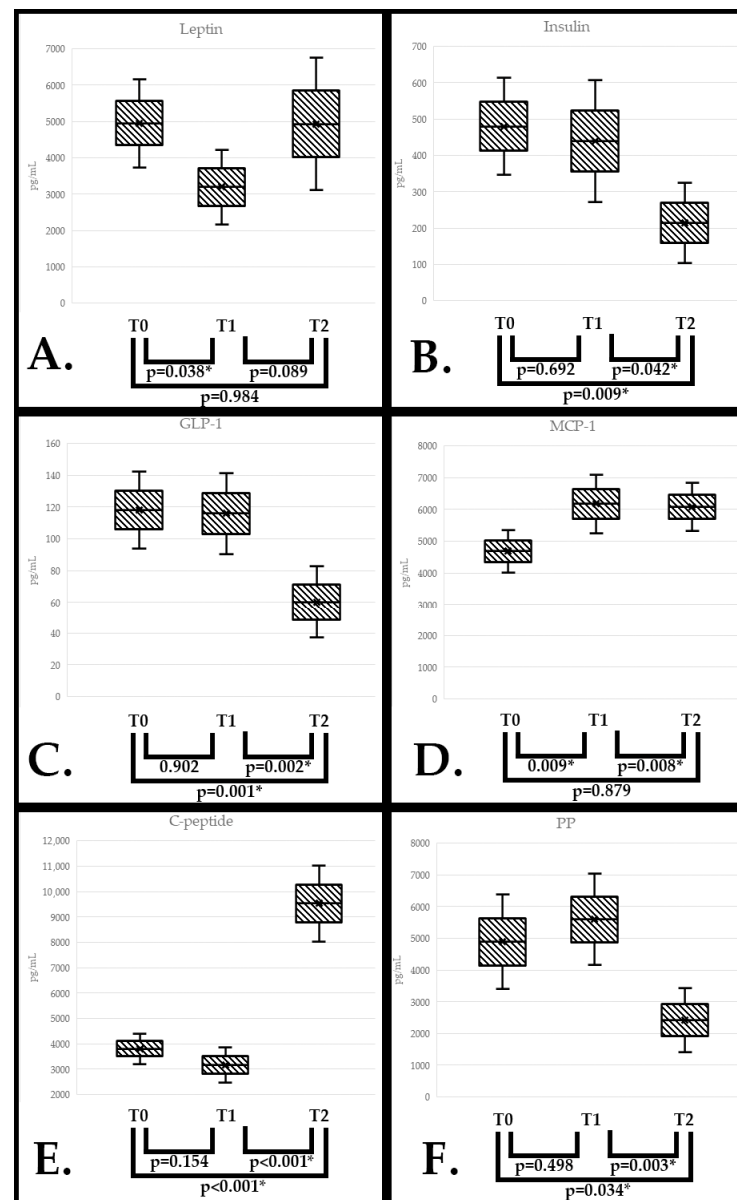 Leptin
7000
6000
5000
4000
3000
2000
1000
0
pg/mL
T0 T1 T2
A.
p=0.038* p=0.089
p=0.984
Insulin
700
600
500
400
300
200
100
0
pg/mL
T0 T1 T2
B.
p=0.692 p=0.042*
p=0.009*
GLP-1
160
140
120
100
80
60
40
20
0
pg/mL
T0 T1 T2
C.
0.902 p=0.002*
p=0.001*
MCP-1
8000
7000
6000
5000
4000
3000
2000
1000
0
pg/mL
T0 T1 T2
D.
0.009* p=0.008*
p=0.879
C-peptide
12,000
11,000
10,000
9000
8000
7000
6000
5000
4000
3000
2000
pg/mL
T0 T1 T2
E.
p=0.154 p<0.001*
p<0.001*
PP
8000
7000
6000
5000
4000
3000
2000
1000
0
pg/mL
T0 T1 T2
F.
p=0.498 p=0.003*
p=0.034*